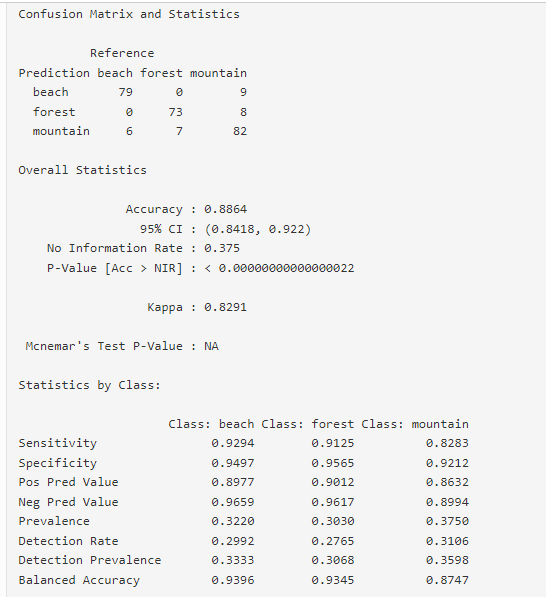 Confusion Matrix and Statistics
Reference
Prediction beach forest mountain
beach 79 0 9
forest 0 73 8
mountain 6 7 82
Overall Statistics
Accuracy : 0.8864
95% CI : (0.8418, 0.922)
No Information Rate : 0.375
P-Value [Acc > NIR] : < 0.00000000000000022
Kappa : 0.8291
Mcnemar's Test P-Value : NA
Statistics by Class:
Class: beach Class: forest Class: mountain
Sensitivity 0.9294 0.9125 0.8283
Specificity 0.9497 0.9565 0.9212
Pos Pred Value 0.8977 0.9012 0.8632
Neg Pred Value 0.9659 0.9617 0.8994
Prevalence 0.3220 0.3030 0.3750
Detection Rate 0.2992 0.2765 0.3106
Detection Prevalence 0.3333 0.3068 0.3598
Balanced Accuracy 0.9396 0.9345 0.8747